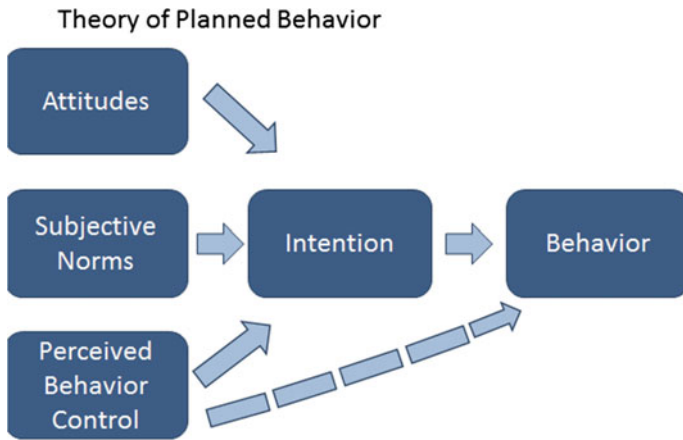 Theory of Planned Behavior
Attitudes
Subjective
Norms
Intention
Behavior
Perceived
Behavior
Control